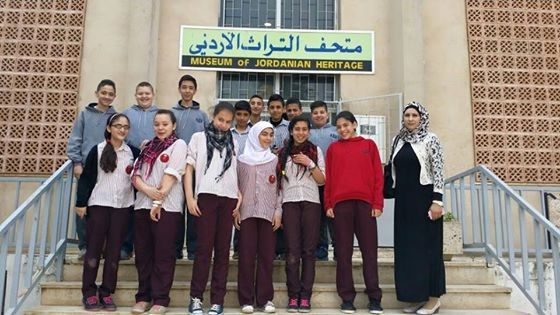 متحف التراث الأردني
MUSEUM OF JORDANIAN HERITAGE